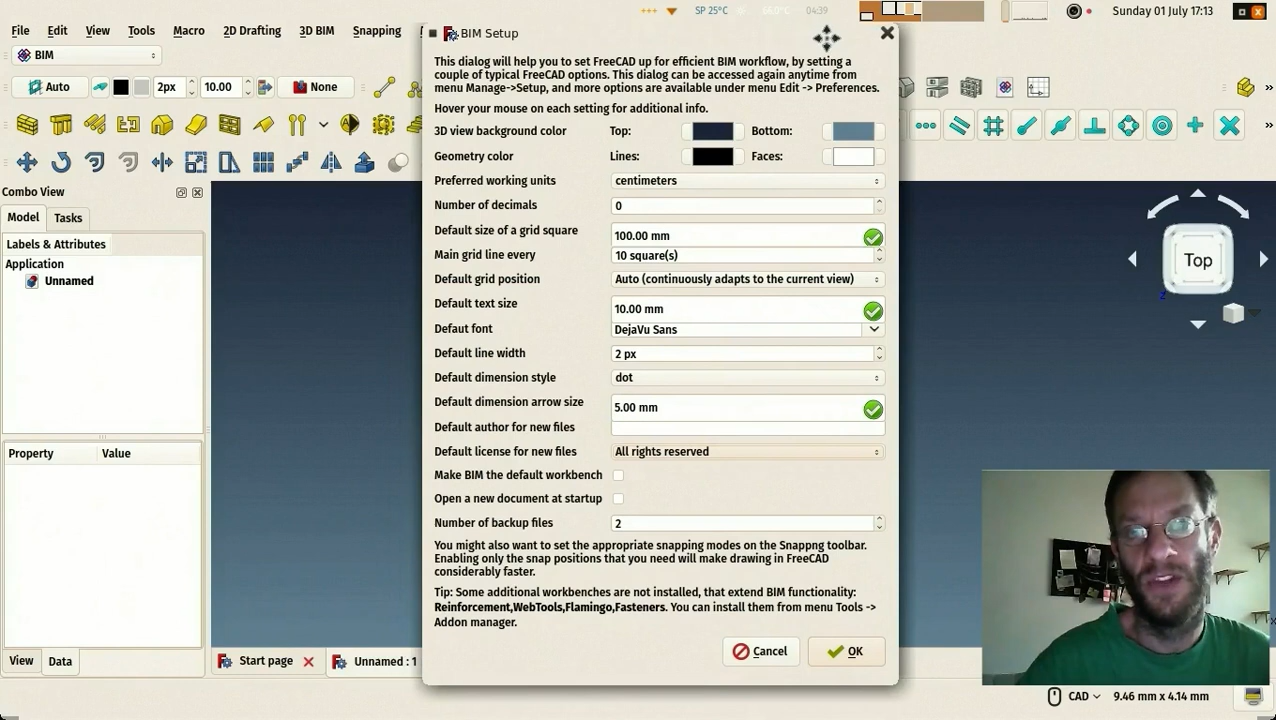 SP 25°C
66.0°C
04:39
Sunday 01 July 17:13
File Edit View Tools Macro 2D Drafting 3D BIM Snapping
BIM
Auto
2px
10.00
None
Combo View
Model Tasks
Labels & Attributes
Application
Unnamed
Property Value
View Data
BIM Setup
This dialog will help you to set FreeCAD up for efficient BIM workflow, by setting a
couple of typical FreeCAD options. This dialog can be accessed again anytime from
menu Manage->Setup, and more options are available under menu Edit -> Preferences.
Hover your mouse on each setting for additional info.
3D view background color Top: Bottom:
Geometry color Lines: Faces:
Preferred working units centimeters
Number of decimals 0
Default size of a grid square 100.00 mm
Main grid line every 10 square(s)
Default grid position Auto (continuously adapts to the current view)
Default text size 10.00 mm
Defaut font DejaVu Sans
Default line width 2 px
Default dimension style dot
Default dimension arrow size 5.00 mm
Default author for new files
Default license for new files All rights reserved
Make BIM the default workbench
Open a new document at startup
Number of backup files 2
You might also want to set the appropriate snapping modes on the Snappng toolbar.
Enabling only the snap positions that you need will make drawing in FreeCAD
considerably faster.
Tip: Some additional workbenches are not installed, that extend BIM functionality:
Reinforcement,WebTools,Flamingo,Fasteners. You can install them from menu Tools ->
Addon manager.
Cancel OK
Top
Z
Start page
Unnamed : 1
CAD 9.46 mm x 4.14 mm